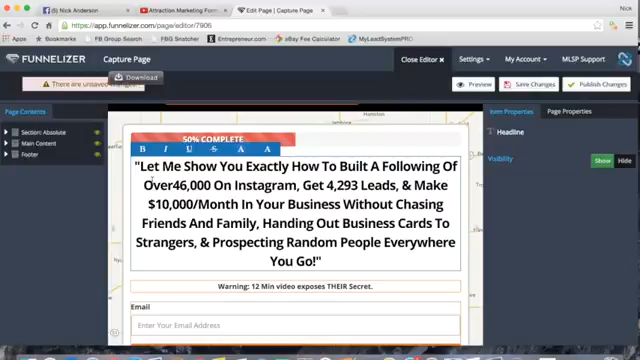 Nick Anderson
Attraction Marketing Form
Edit Page | Capture Page
Nick
https://app.funnelizer.com/page/editor/7906
Apps
Bookmarks
FB Group Search
FBG Snatcher
Entrepreneur.com
eBay Fee Calculator
MyLeadSystemPRO
Other Bookmarks
FUNNELIZER
Capture Page
Close Editor
Settings
My Account
MLSP Support
There are unsaved
Download
Preview
Save Changes
Publish Changes
Page Contents
Item Properties
Page Properties
Section: Absolute
Main Content
Footer
Headline
Visibility
Show
Hide
50% COMPLETE
B I U S A A
"Let Me Show You Exactly How To Built A Following Of
Over46,000 On Instagram, Get 4,293 Leads, & Make
$10,000/Month In Your Business Without Chasing
Friends And Family, Handing Out Business Cards To
Strangers, & Prospecting Random People Everywhere
You Go!"
Warning: 12 Min video exposes THEIR Secret.
Email
Enter Your Email Address